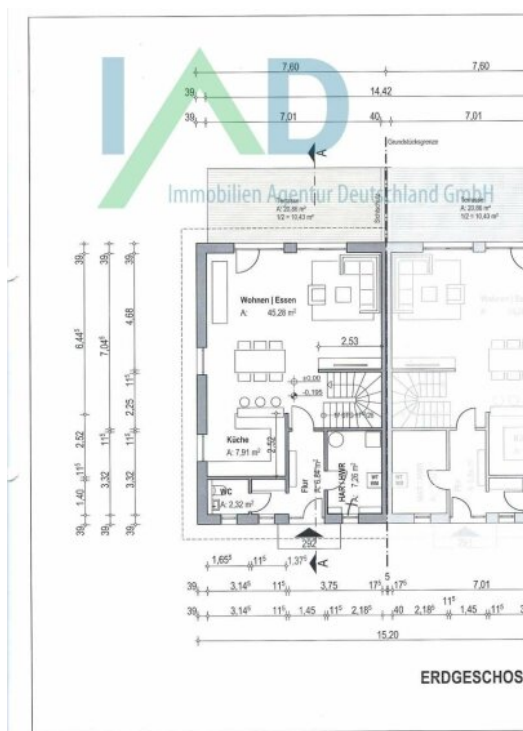 IAD
Immobilien Agentur Deutschland GmbH
7,60 7,60
39 14,42
39 7,01 40 7,01
A
Grundstücksgrenze
Terrasse
A: 20,86 m²
1/2 = 10,43 m²
A: 20,86 m²
1/2 = 10,43 m²
39 39 39
6,44⁵ 7,04⁵ 4,68
Wohnen | Essen
A: 45,28 m²
2,53
±0,00
-0,195
11⁵
2,25
2,52 11⁵ 11⁵
Küche
A: 7,91 m²
2,52
3,32 3,32
Flur
A: 6,84 m²
HAR | HWR
A: 7,26 m²
1,40
WC
A: 2,32 m²
39 39 39
292
A
1,65⁵ 11⁵ 1,37⁵
5
39 3,14⁵ 11⁵ 3,75 17⁵ 17⁵ 7,01
11⁵
39 3,14⁵ 11⁵ 1,45 11⁵ 2,18⁵ 40 2,18⁵ 1,45 11⁵
15,20
ERDGESCHOS